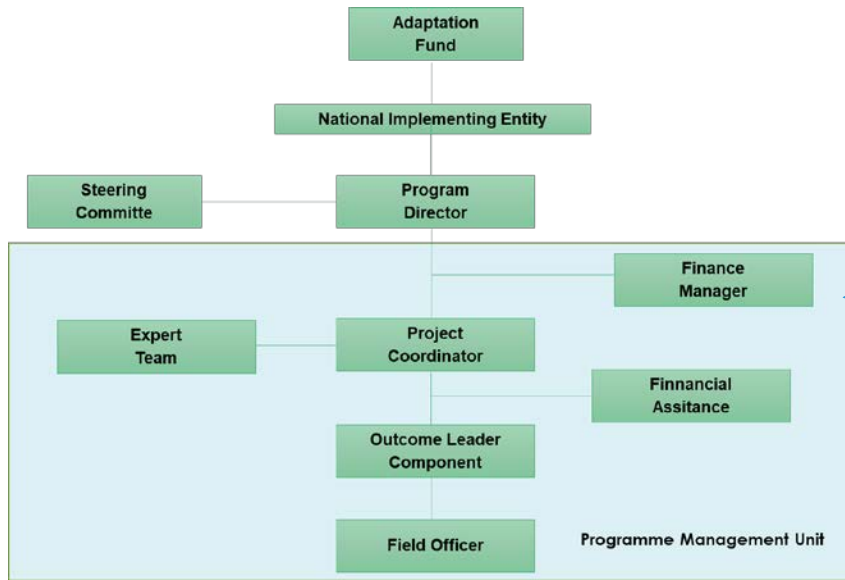 Adaptation
Fund
National Implementing Entity
Steering
Committe
Program
Director
Finance
Manager
Expert
Team
Project
Coordinator
Finnancial
Assitance
Outcome Leader
Component
Field Officer
Programme Management Unit